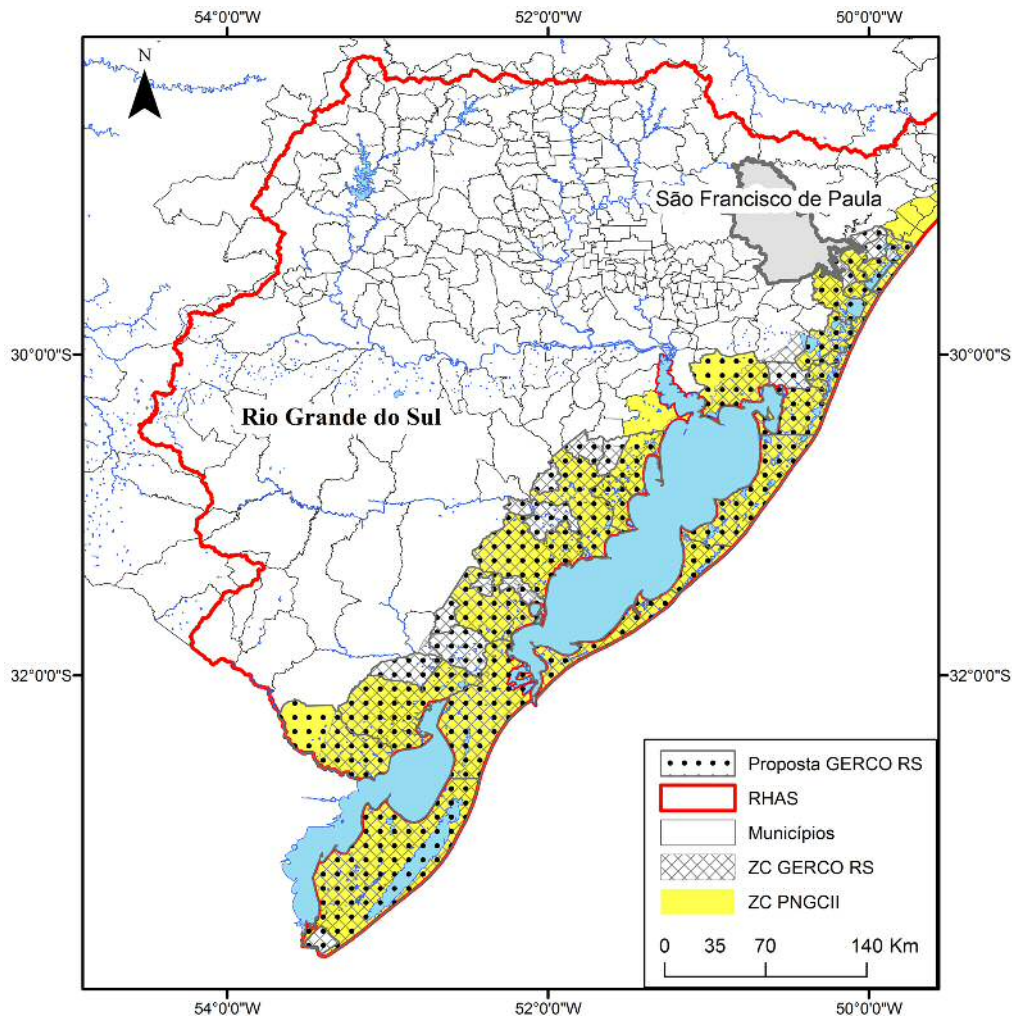 54°0'0"W 52°0'0"W 50°0'0"W
N
São Francisco de Paula
30°0'0"S 30°0'0"S
Rio Grande do Sul
32°0'0"S 32°0'0"S
Proposta GERCO RS
RHAS
Municípios
ZC GERCO RS
ZC PNGCII
0 35 70 140 Km
54°0'0"W 52°0'0"W 50°0'0"W